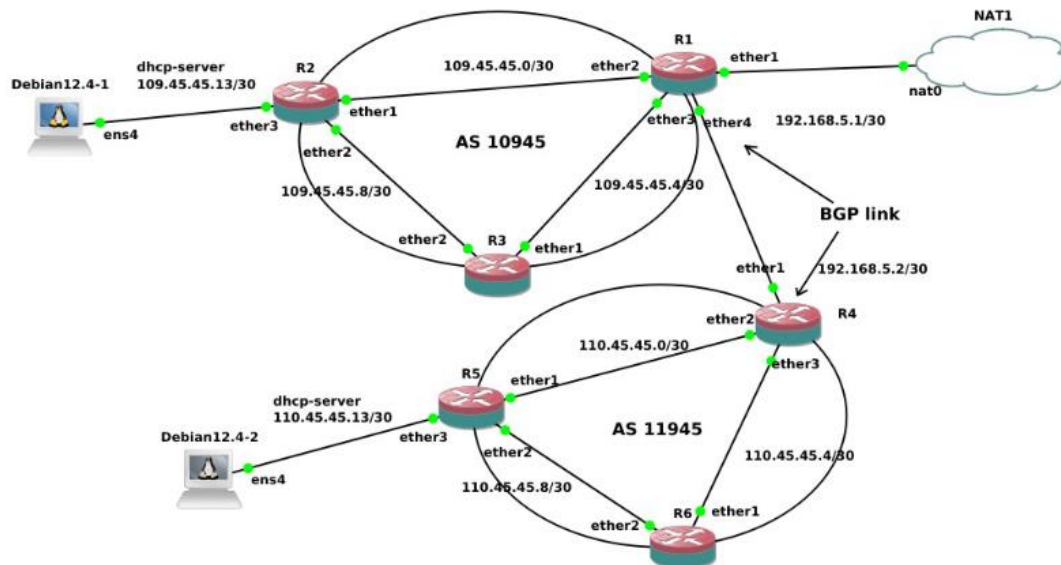 NAT1
R1
ether1
nat0
192.168.5.1/30
dhcp-server
109.45.45.13/30
Debian12.4-1
ens4
R2
ether3
ether1
ether2
109.45.45.0/30
ether2
ether3
ether4
AS 10945
109.45.45.8/30
109.45.45.4/30
ether2
R3
ether1
BGP link
192.168.5.2/30
ether1
R4
ether2
ether3
110.45.45.0/30
R5
ether1
dhcp-server
110.45.45.13/30
ether3
ether2
Debian12.4-2
ens4
AS 11945
110.45.45.8/30
110.45.45.4/30
ether2
R6
ether1